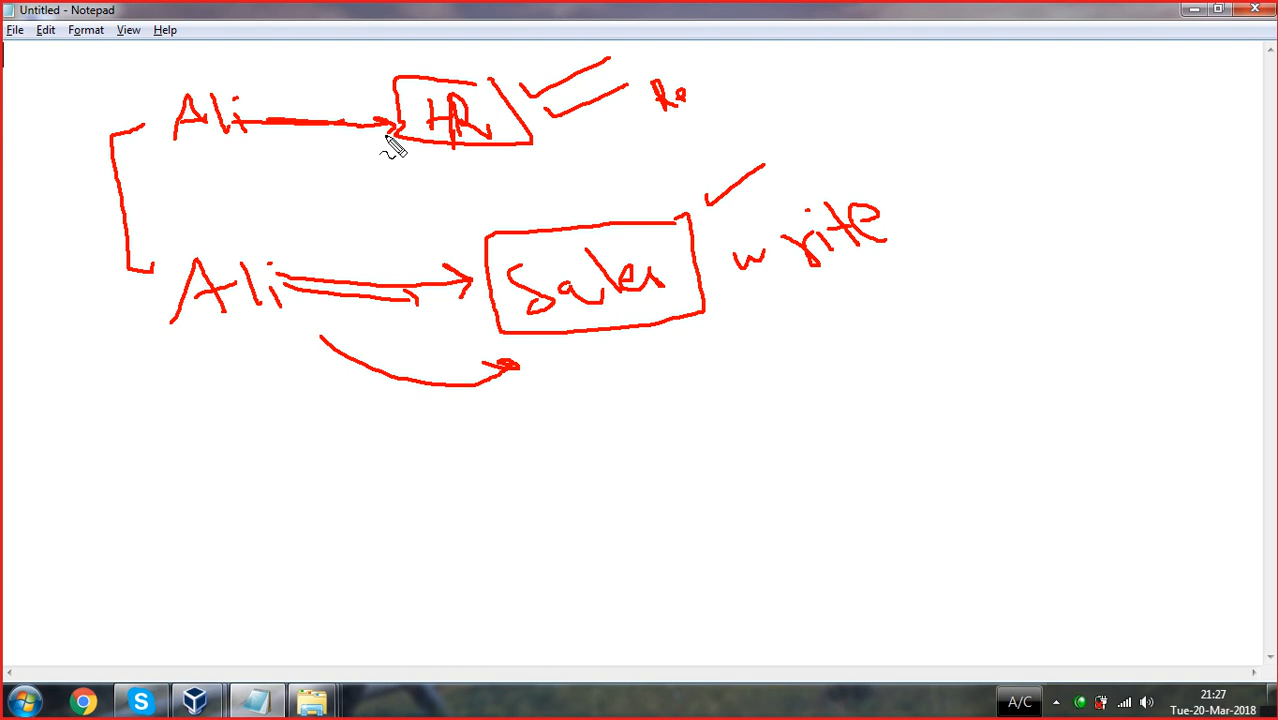 Untitled - Notepad
File Edit Format View Help
Ali HR
Ali Sales write
A/C
21:27
Tue-20-Mar-2018